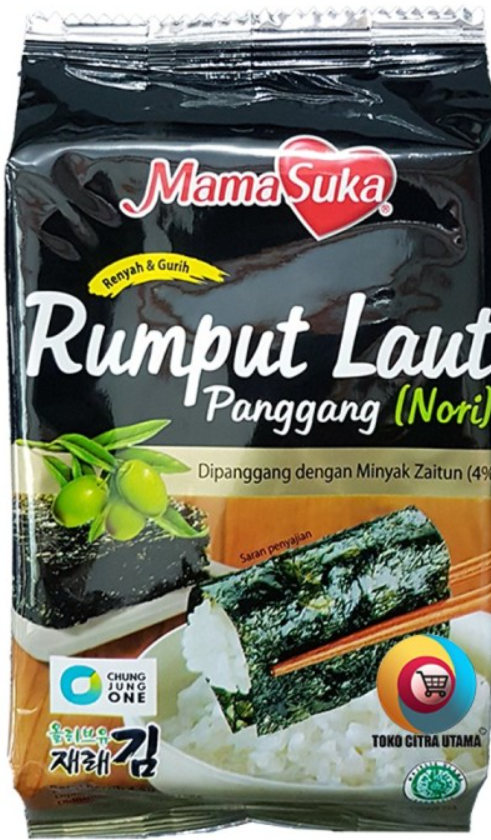 MamaSuka®
Renyah & Gurih
Rumput Laut
Panggang (Nori)
Dipanggang dengan Minyak Zaitun (4%
Saran penyajian
CHUNG
JUNG
ONE
올리브유
재래김
TOKO CITRA UTAMA